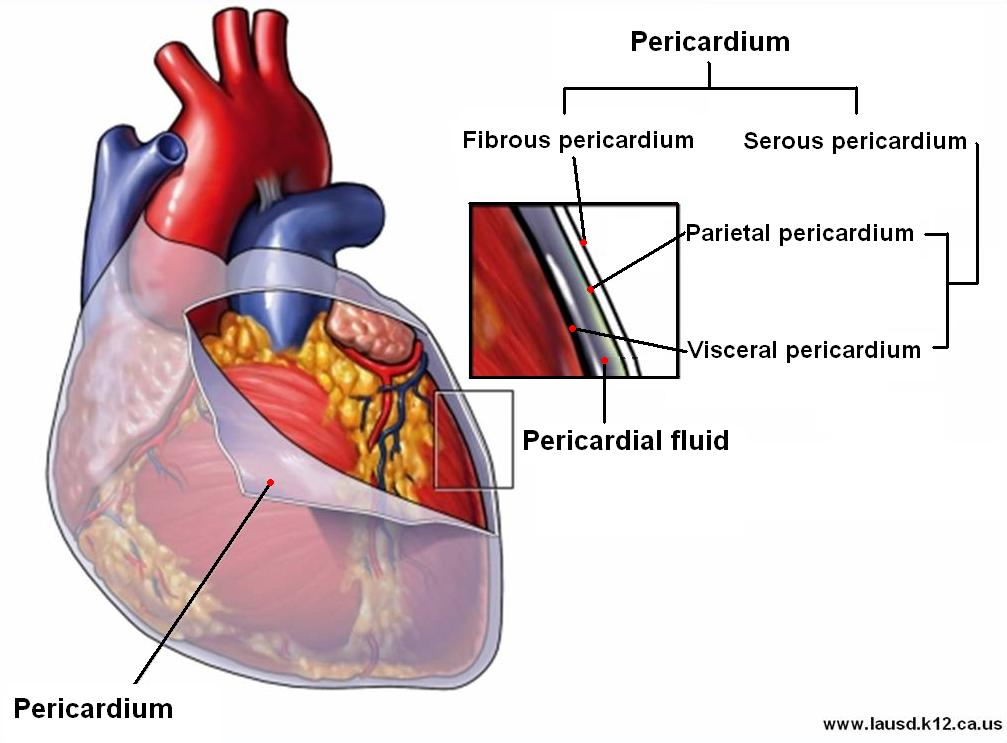 Pericardium
Fibrous pericardium
Serous pericardium
Parietal pericardium
Visceral pericardium
Pericardial fluid
Pericardium
www.lausd.k12.ca.us